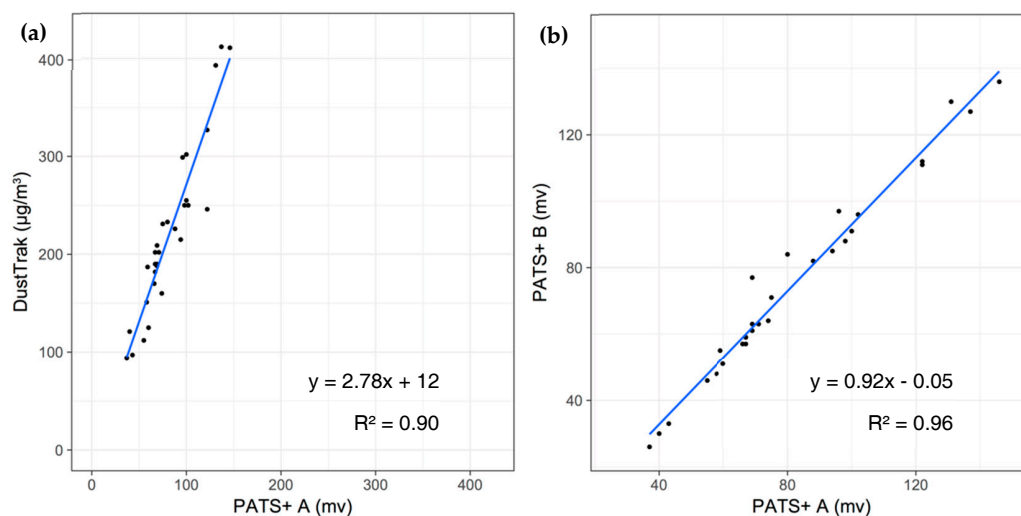 (a)
400
300
200
100
0
DustTrak (µg/m³)
y = 2.78x + 12
R² = 0.90
0 100 200 300 400
PATS+ A (mv)
(b)
120
80
40
PATS+ B (mv)
y = 0.92x - 0.05
R² = 0.96
40 80 120
PATS+ A (mv)